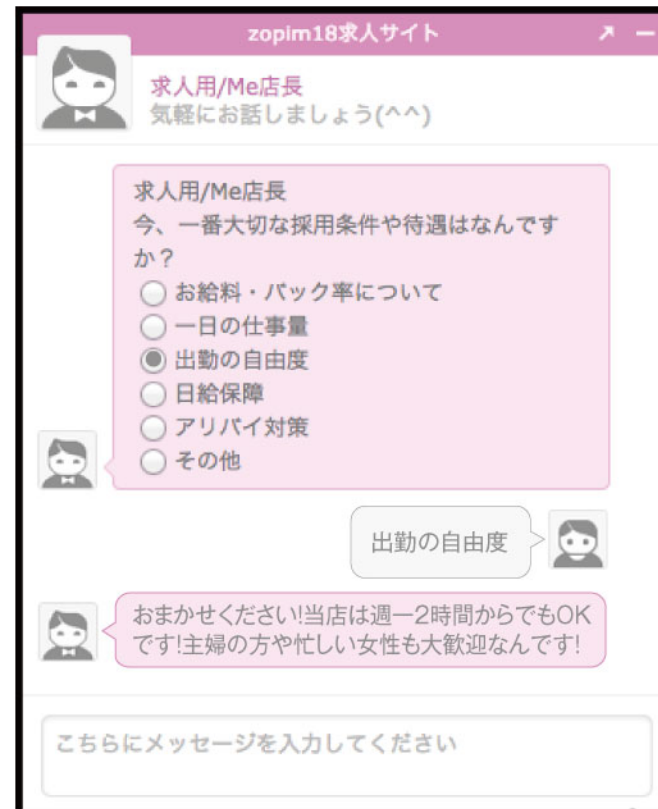 zopim18求人サイト
求人用/Me店長
気軽にお話しましょう(^^)
求人用/Me店長
今、一番大切な採用条件や待遇はなんです
か？
お給料・バック率について
一日の仕事量
出勤の自由度
日給保障
アリバイ対策
その他
出勤の自由度
おまかせください!当店は週一2時間からでもOK
です!主婦の方や忙しい女性も大歓迎なんです!
こちらにメッセージを入力してください